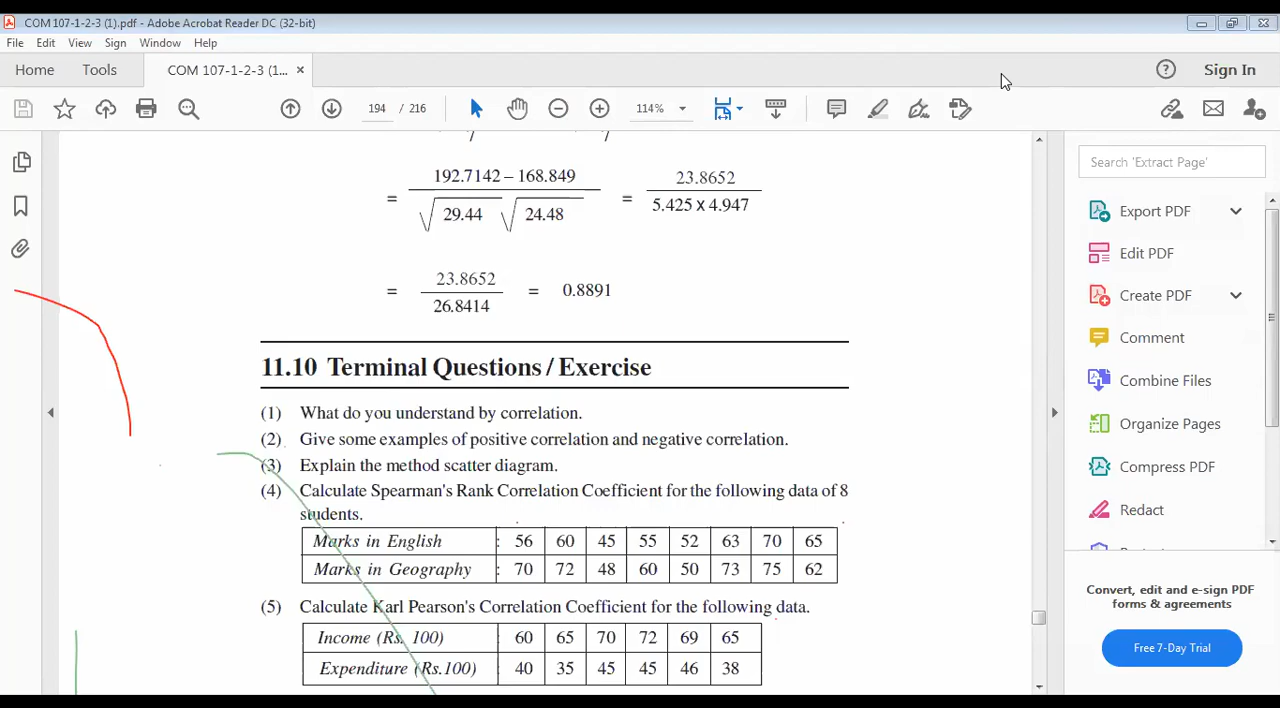 COM 107-1-2-3 (1).pdf - Adobe Acrobat Reader DC (32-bit)
File Edit View Sign Window Help
Home Tools COM 107-1-2-3 (1... × Sign In
194 / 216 114%
= 192.7142 – 168.849 / √29.44 √24.48 = 23.8652 / 5.425 x 4.947
= 23.8652 / 26.8414 = 0.8891
11.10 Terminal Questions / Exercise
(1) What do you understand by correlation.
(2) Give some examples of positive correlation and negative correlation.
(3) Explain the method scatter diagram.
(4) Calculate Spearman's Rank Correlation Coefficient for the following data of 8
students.
Marks in English : 56 60 45 55 52 63 70 65
Marks in Geography : 70 72 48 60 50 73 75 62
(5) Calculate Karl Pearson's Correlation Coefficient for the following data.
Income (Rs. 100) : 60 65 70 72 69 65
Expenditure (Rs.100) : 40 35 45 45 46 38
Search 'Extract Page'
Export PDF
Edit PDF
Create PDF
Comment
Combine Files
Organize Pages
Compress PDF
Redact
Convert, edit and e-sign PDF
forms & agreements
Free 7-Day Trial